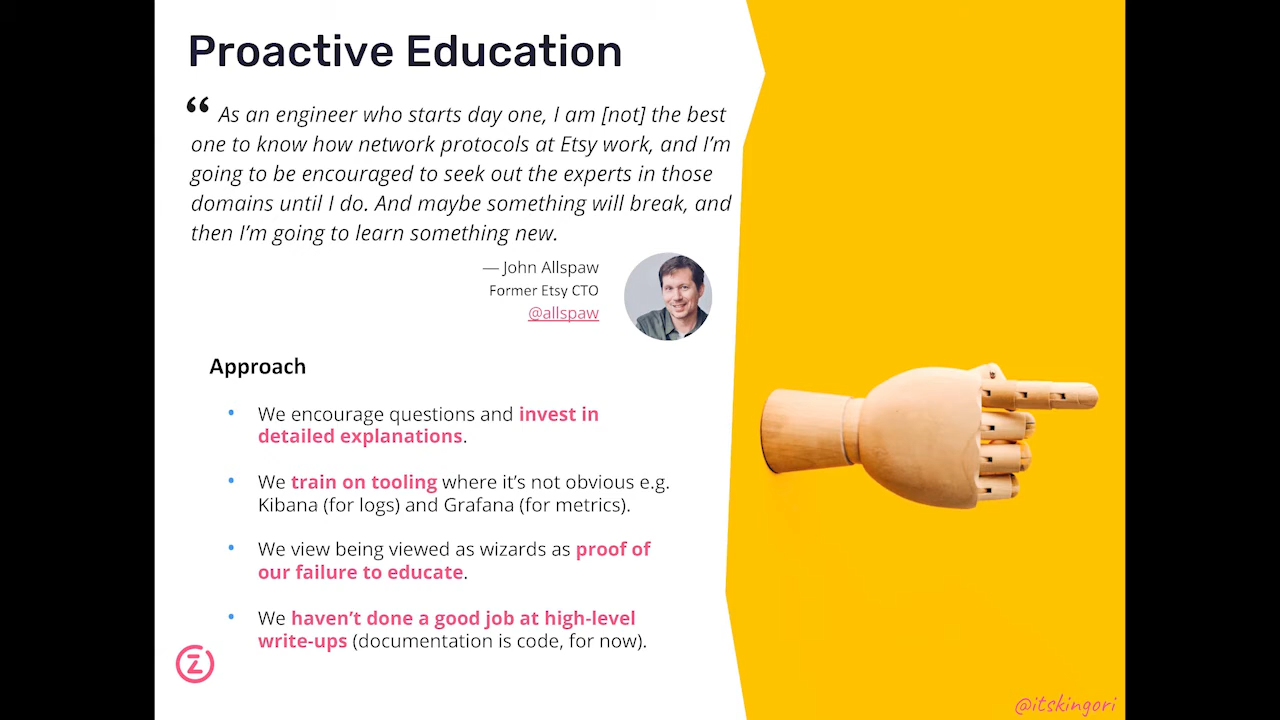 Proactive Education
“ As an engineer who starts day one, I am [not] the best
one to know how network protocols at Etsy work, and I’m
going to be encouraged to seek out the experts in those
domains until I do. And maybe something will break, and
then I’m going to learn something new.
— John Allspaw
Former Etsy CTO
@allspaw
Approach
• We encourage questions and invest in
detailed explanations.
• We train on tooling where it’s not obvious e.g.
Kibana (for logs) and Grafana (for metrics).
• We view being viewed as wizards as proof of
our failure to educate.
• We haven’t done a good job at high-level
write-ups (documentation is code, for now).
@itskingori